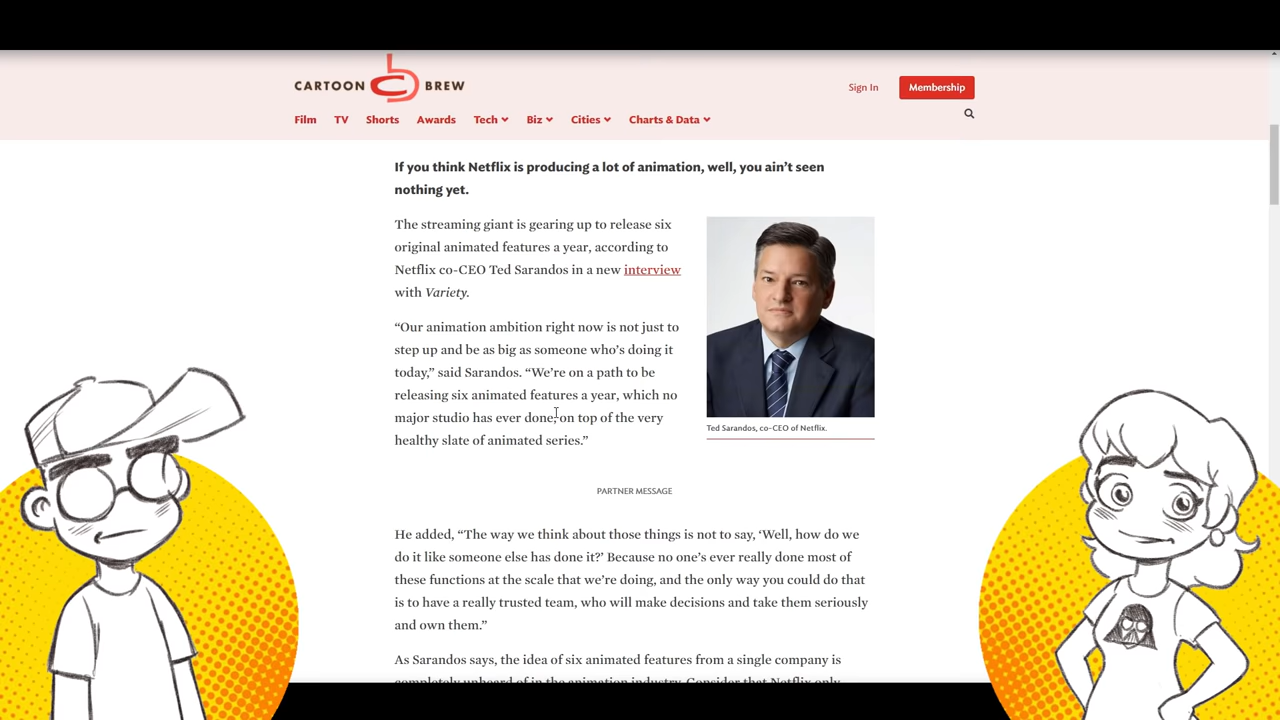 CARTOON BREW
Sign In
Membership
Film TV Shorts Awards Tech Biz Cities Charts & Data
If you think Netflix is producing a lot of animation, well, you ain’t seen
nothing yet.
The streaming giant is gearing up to release six
original animated features a year, according to
Netflix co-CEO Ted Sarandos in a new interview
with Variety.
“Our animation ambition right now is not just to
step up and be as big as someone who’s doing it
today,” said Sarandos. “We’re on a path to be
releasing six animated features a year, which no
major studio has ever done, on top of the very
healthy slate of animated series.”
Ted Sarandos, co-CEO of Netflix.
PARTNER MESSAGE
He added, “The way we think about those things is not to say, ‘Well, how do we
do it like someone else has done it?’ Because no one’s ever really done most of
these functions at the scale that we’re doing, and the only way you could do that
is to have a really trusted team, who will make decisions and take them seriously
and own them.”
As Sarandos says, the idea of six animated features from a single company is
completely unheard of in the animation industry. Consider that Netflix only